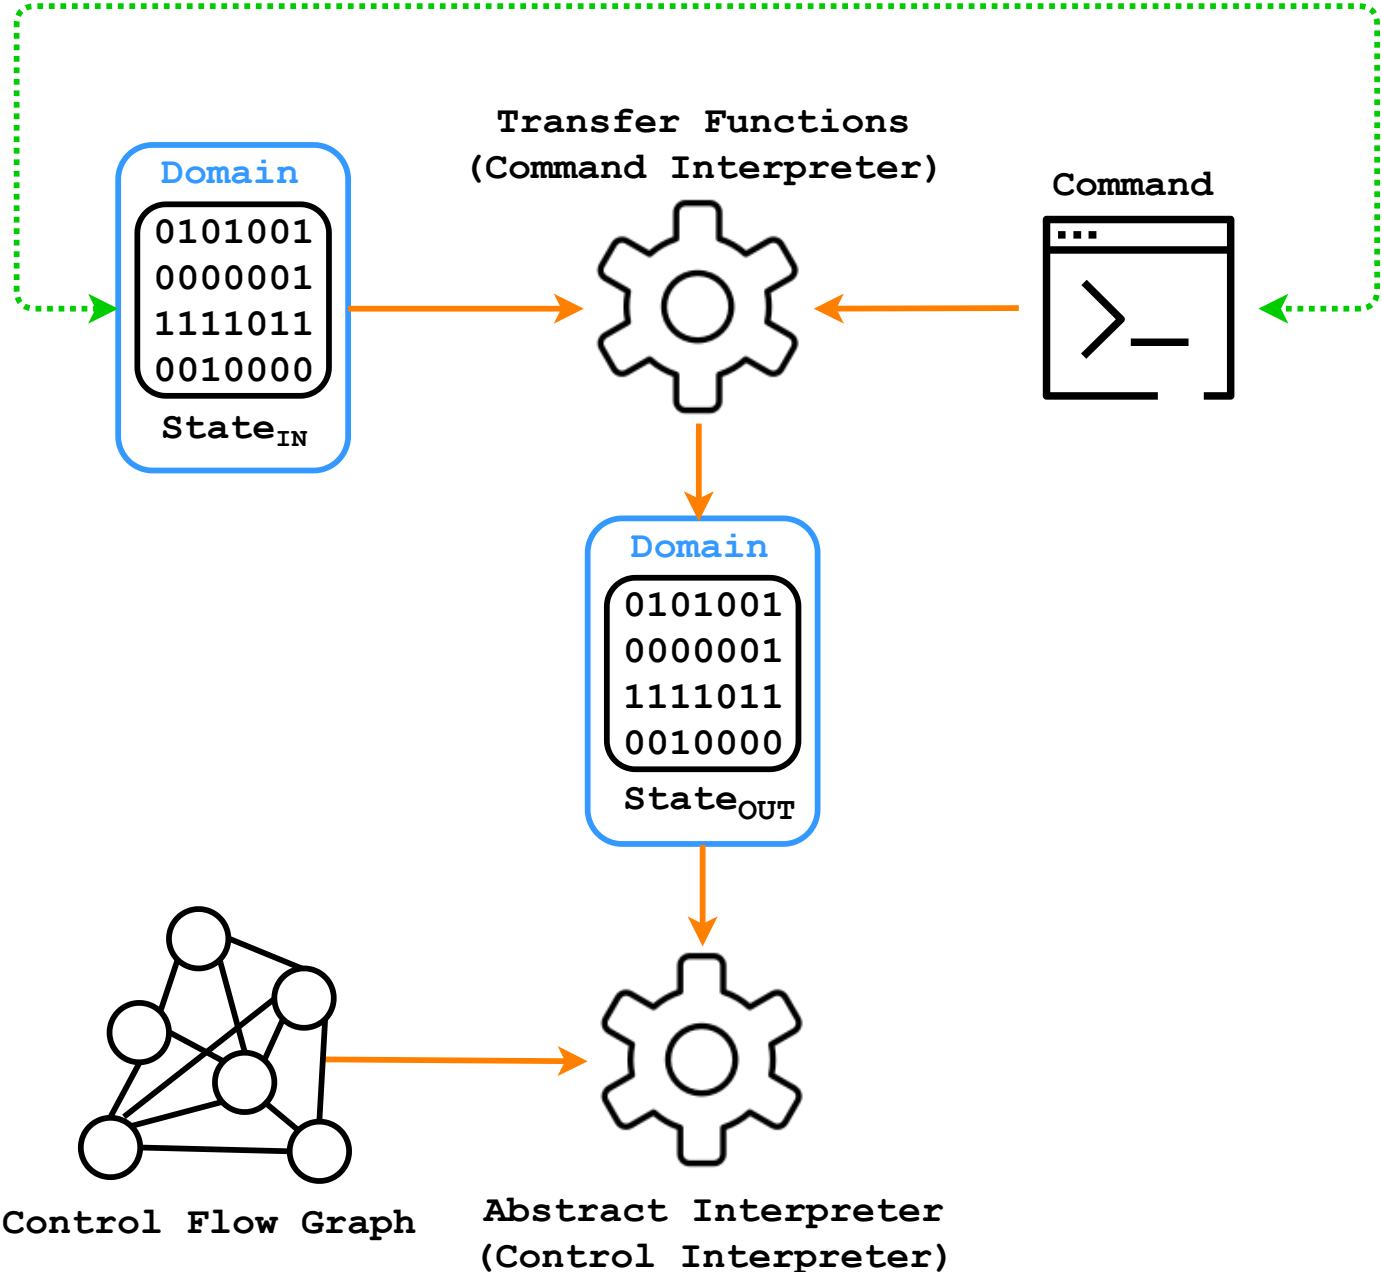 Transfer Functions
(Command Interpreter)
Domain
0101001
0000001
1111011
0010000
StateIN
Command
Domain
0101001
0000001
1111011
0010000
StateOUT
Control Flow Graph
Abstract Interpreter
(Control Interpreter)